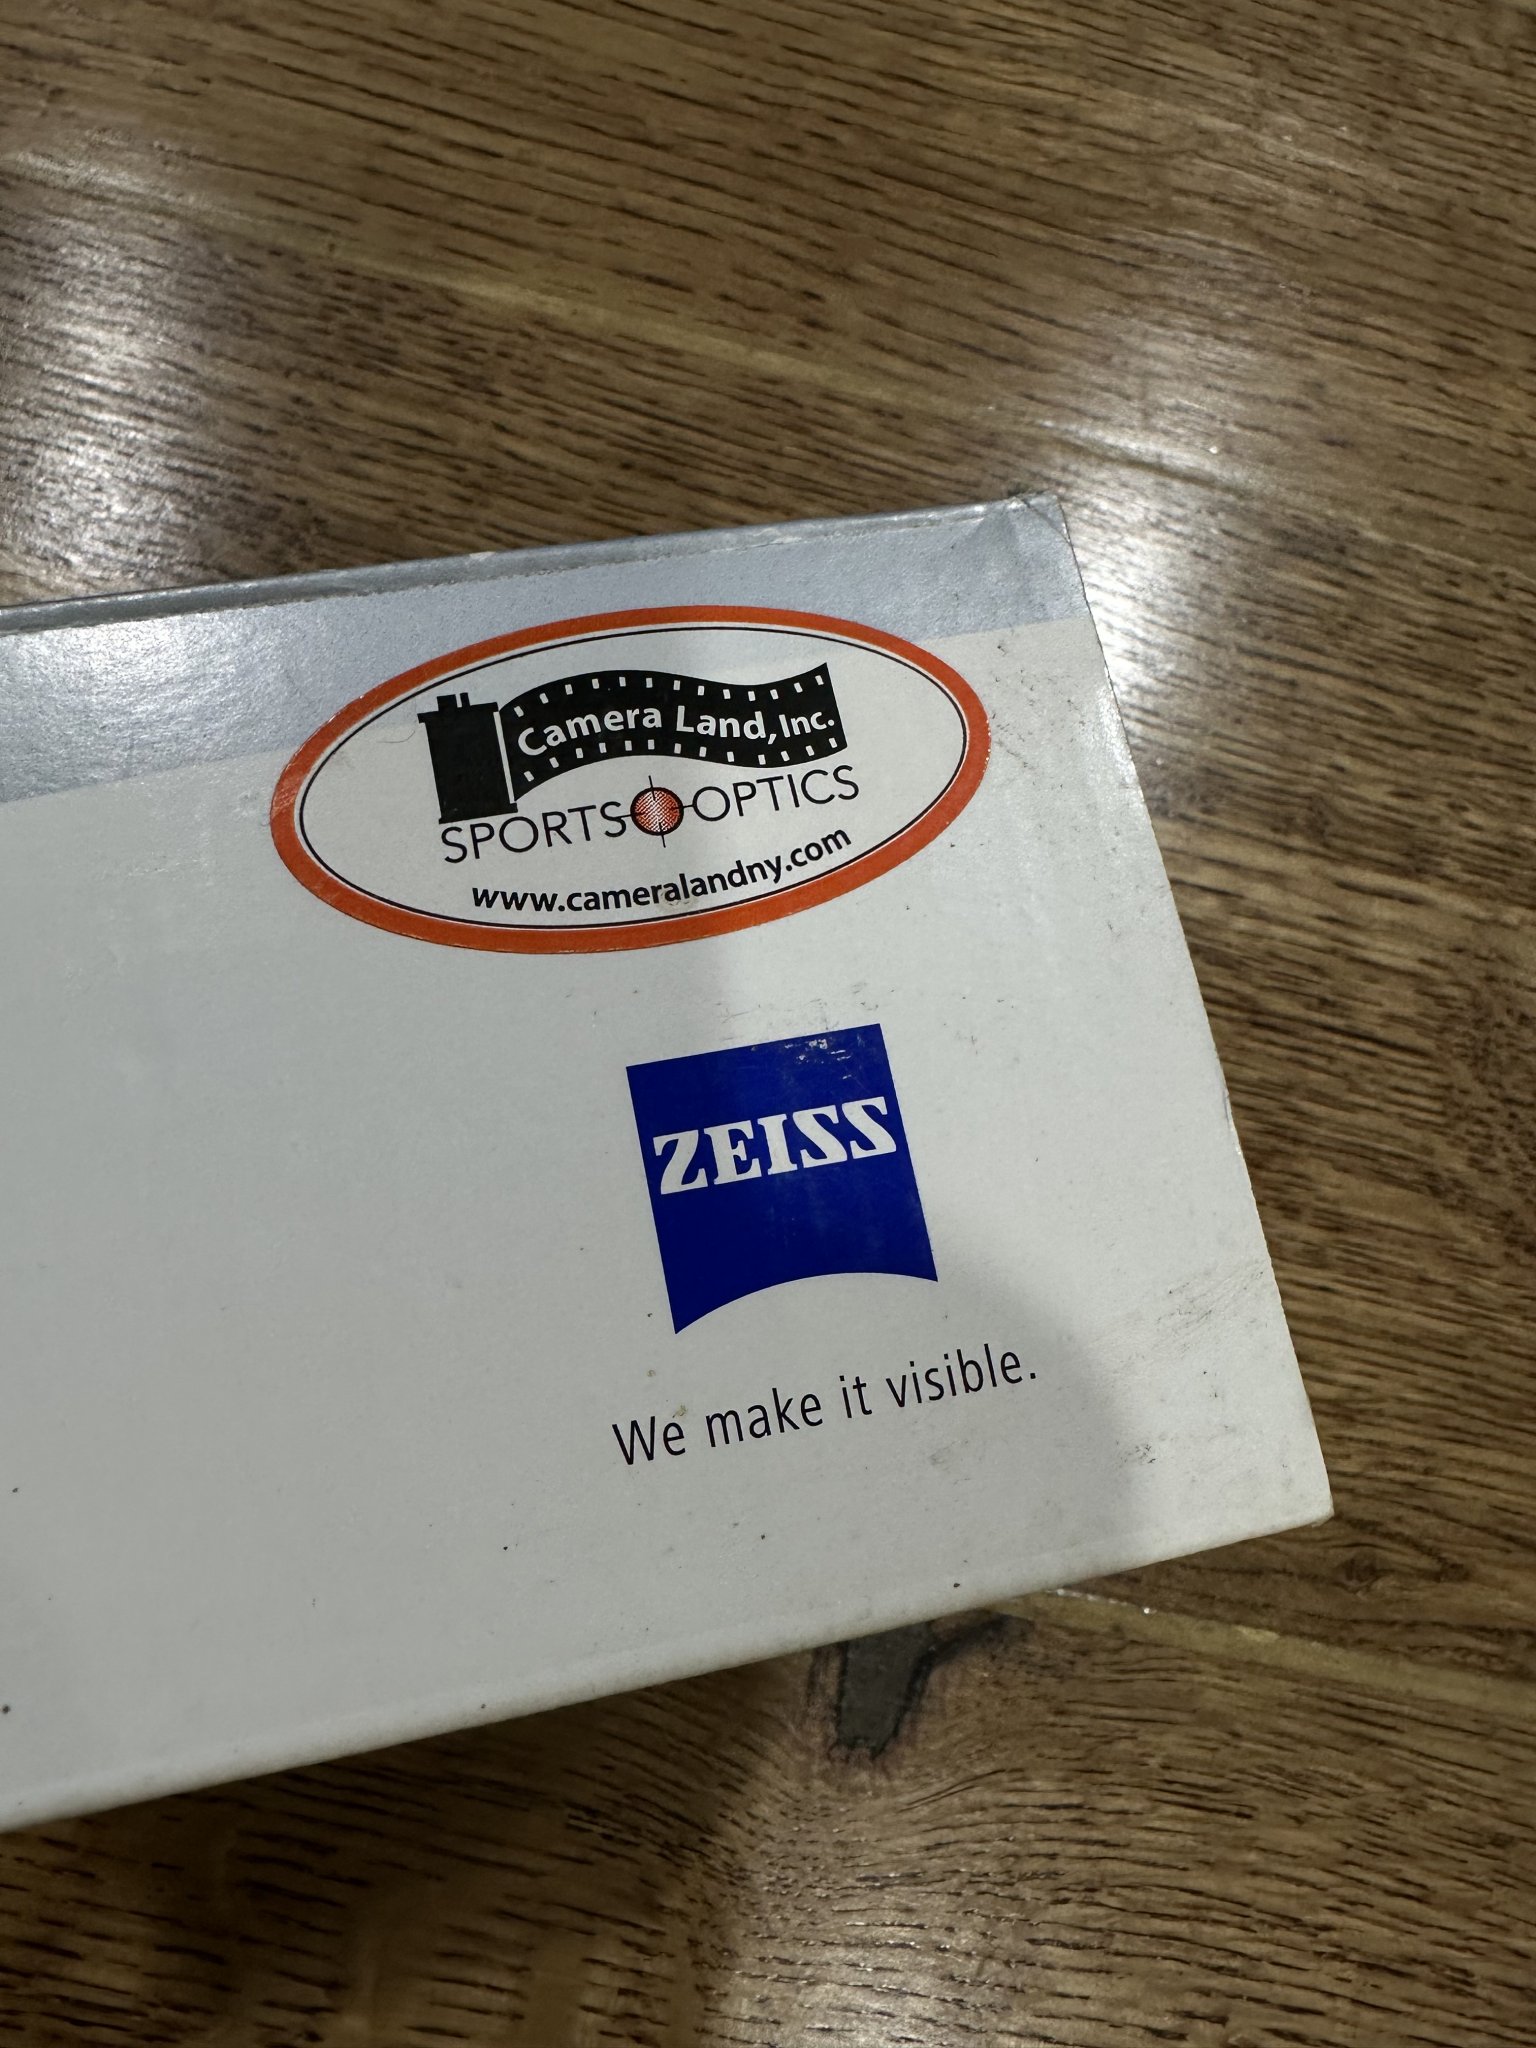 Camera Land, Inc.
SPORTS OPTICS
www.cameralandny.com
ZEISS
We make it visible.